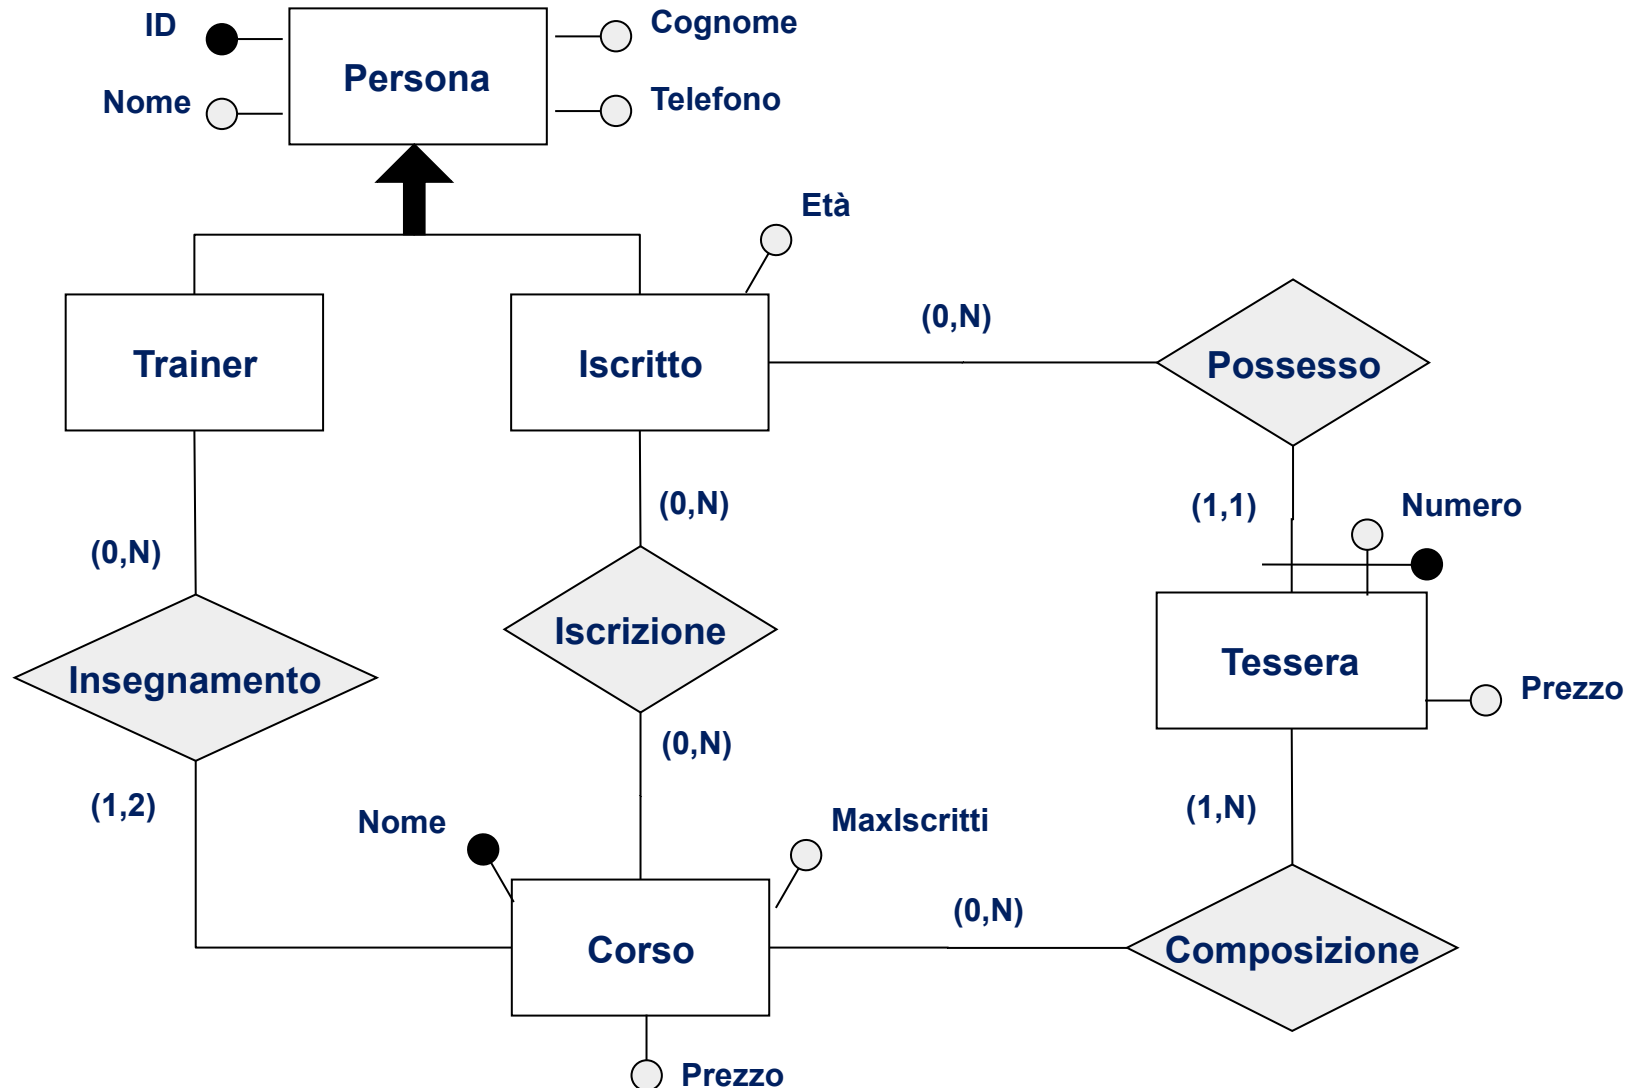 ID
Cognome
Persona
Nome
Telefono
Età
(0,N)
Trainer
Iscritto
Possesso
(0,N)
(1,1)
Numero
(0,N)
Iscrizione
Tessera
Insegnamento
Prezzo
(0,N)
(1,2)
(1,N)
Nome
MaxIscritti
(0,N)
Corso
Composizione
Prezzo